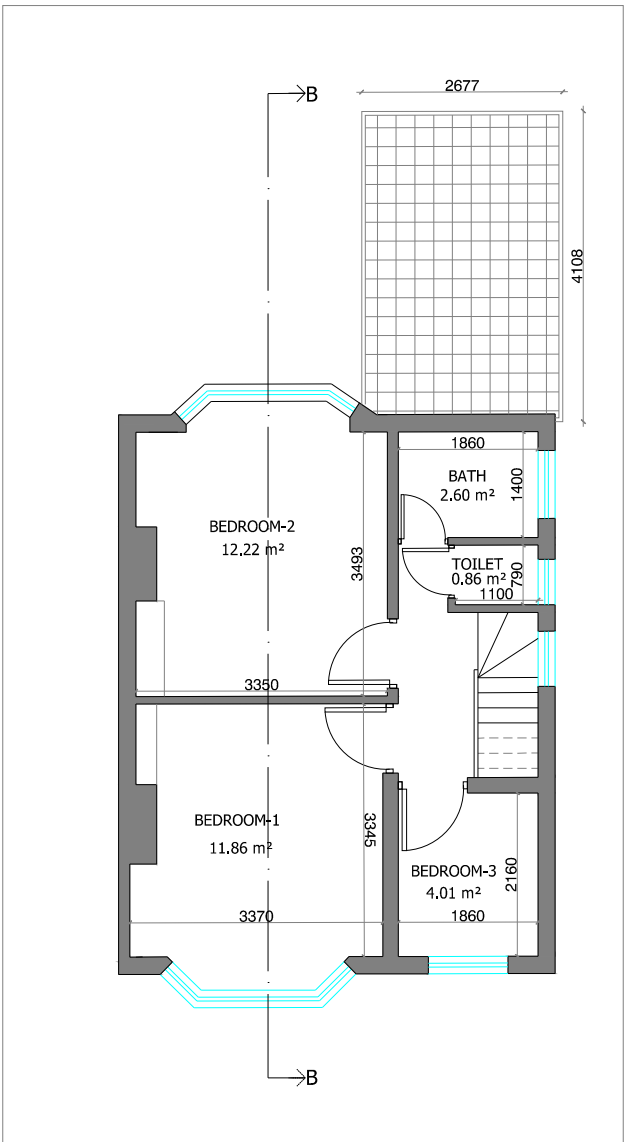 2677
B
4108
1860
BATH
2.60 m²
1400
BEDROOM-2
12.22 m²
3493
TOILET
0.86 m²
790
1100
3350
BEDROOM-1
11.86 m²
3345
BEDROOM-3
4.01 m²
2160
3370
1860
B